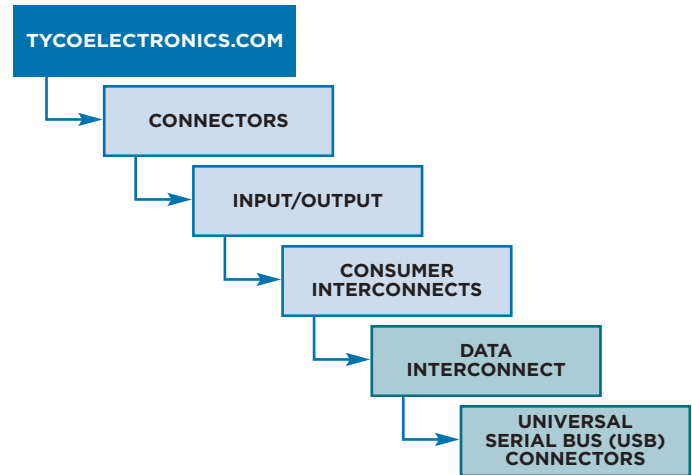 TYCOELECTRONICS.COM
CONNECTORS
INPUT/OUTPUT
CONSUMER
INTERCONNECTS
DATA
INTERCONNECT
UNIVERSAL
SERIAL BUS (USB)
CONNECTORS